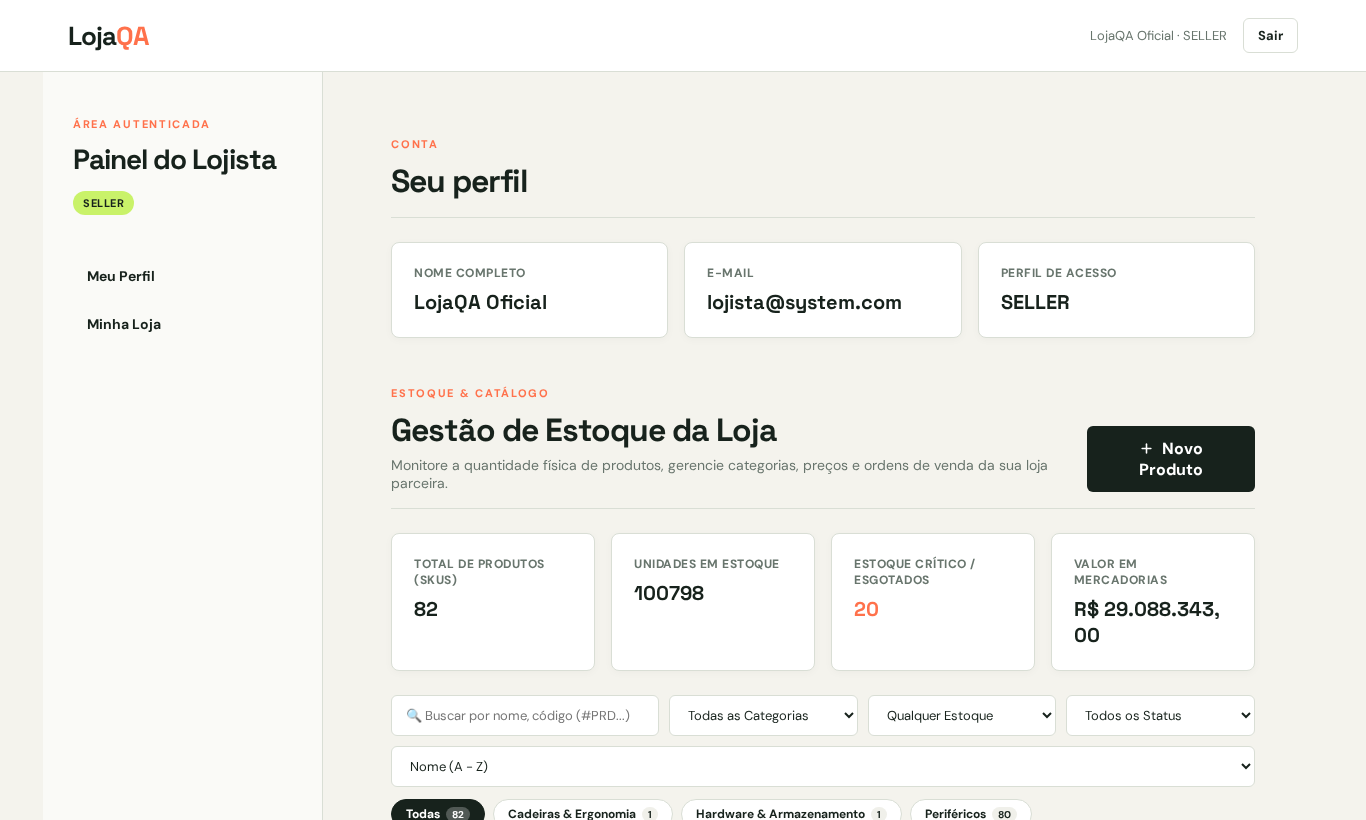 LojaQA
LojaQA Oficial · SELLER
Sair
ÁREA AUTENTICADA
Painel do Lojista
SELLER
Meu Perfil
Minha Loja
CONTA
Seu perfil
NOME COMPLETO
LojaQA Oficial
E-MAIL
lojista@system.com
PERFIL DE ACESSO
SELLER
ESTOQUE & CATÁLOGO
Gestão de Estoque da Loja
Monitore a quantidade física de produtos, gerencie categorias, preços e ordens de venda da sua loja
parceira.
+ Novo
Produto
TOTAL DE PRODUTOS
(SKUS)
82
UNIDADES EM ESTOQUE
100798
ESTOQUE CRÍTICO /
ESGOTADOS
20
VALOR EM
MERCADORIAS
R$ 29.088.343,
00
🔍 Buscar por nome, código (#PRD...)
Todas as Categorias
Qualquer Estoque
Todos os Status
Nome (A - Z)
Todas 82
Cadeiras & Ergonomia 1
Hardware & Armazenamento 1
Periféricos 80